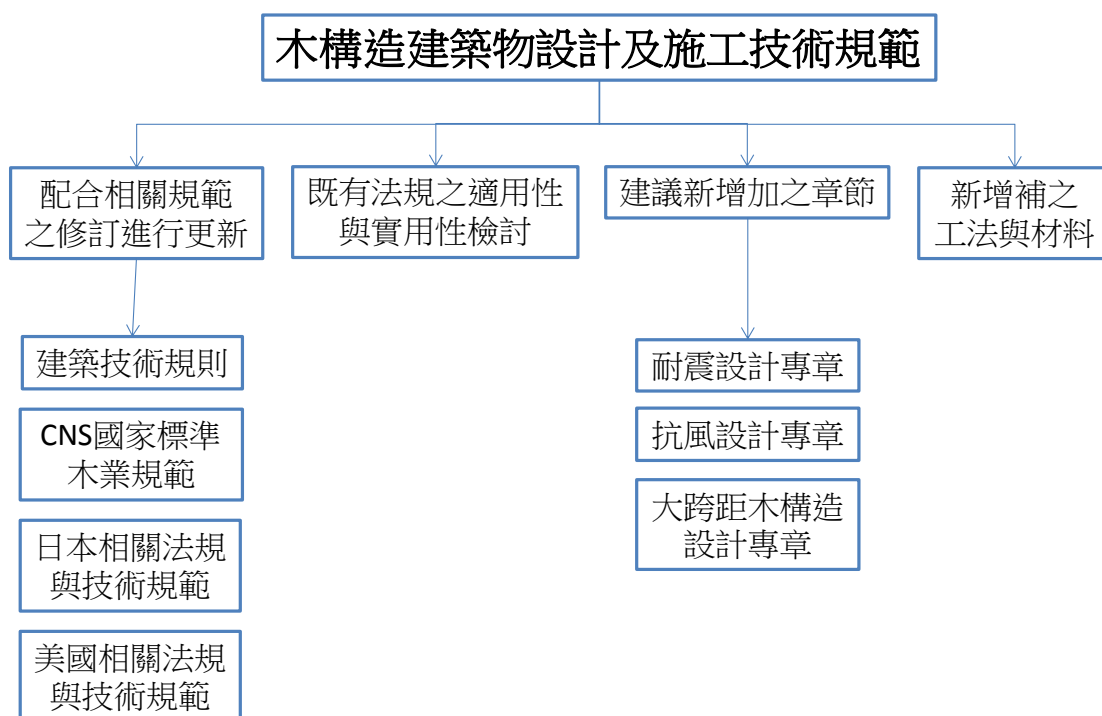 木構造建築物設計及施工技術規範
配合相關規範
之修訂進行更新
既有法規之適用性
與實用性檢討
建議新增加之章節
新增補之
工法與材料
建築技術規則
CNS國家標準
木業規範
日本相關法規
與技術規範
美國相關法規
與技術規範
耐震設計專章
抗風設計專章
大跨距木構造
設計專章